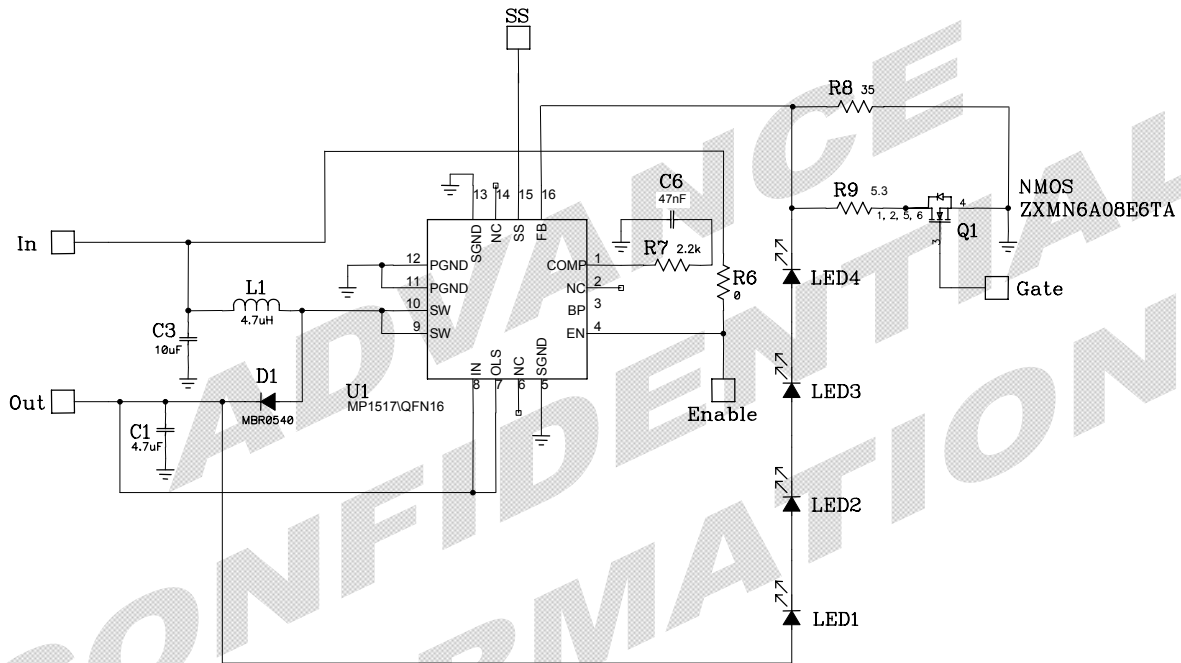 SS
R8 35
13
14
15
16
SGND
NC
SS
FB
C6
47nF
R9 5.3
1, 2, 5, 6
4
3
Q1
NMOS
ZXMN6A08E6TA
In
12 PGND
11 PGND
10 SW
9 SW
COMP 1
NC 2
BP 3
EN 4
R7 2.2k
R6
0
LED4
Gate
L1
4.7uH
C3
10uF
IN
OLS
NC
SGND
8
7
6
5
D1
MBR0540
U1
MP1517\QFN16
Enable
LED3
Out
C1
4.7uF
LED2
LED1
ADVANCE
CONFIDENTIAL
RMATION